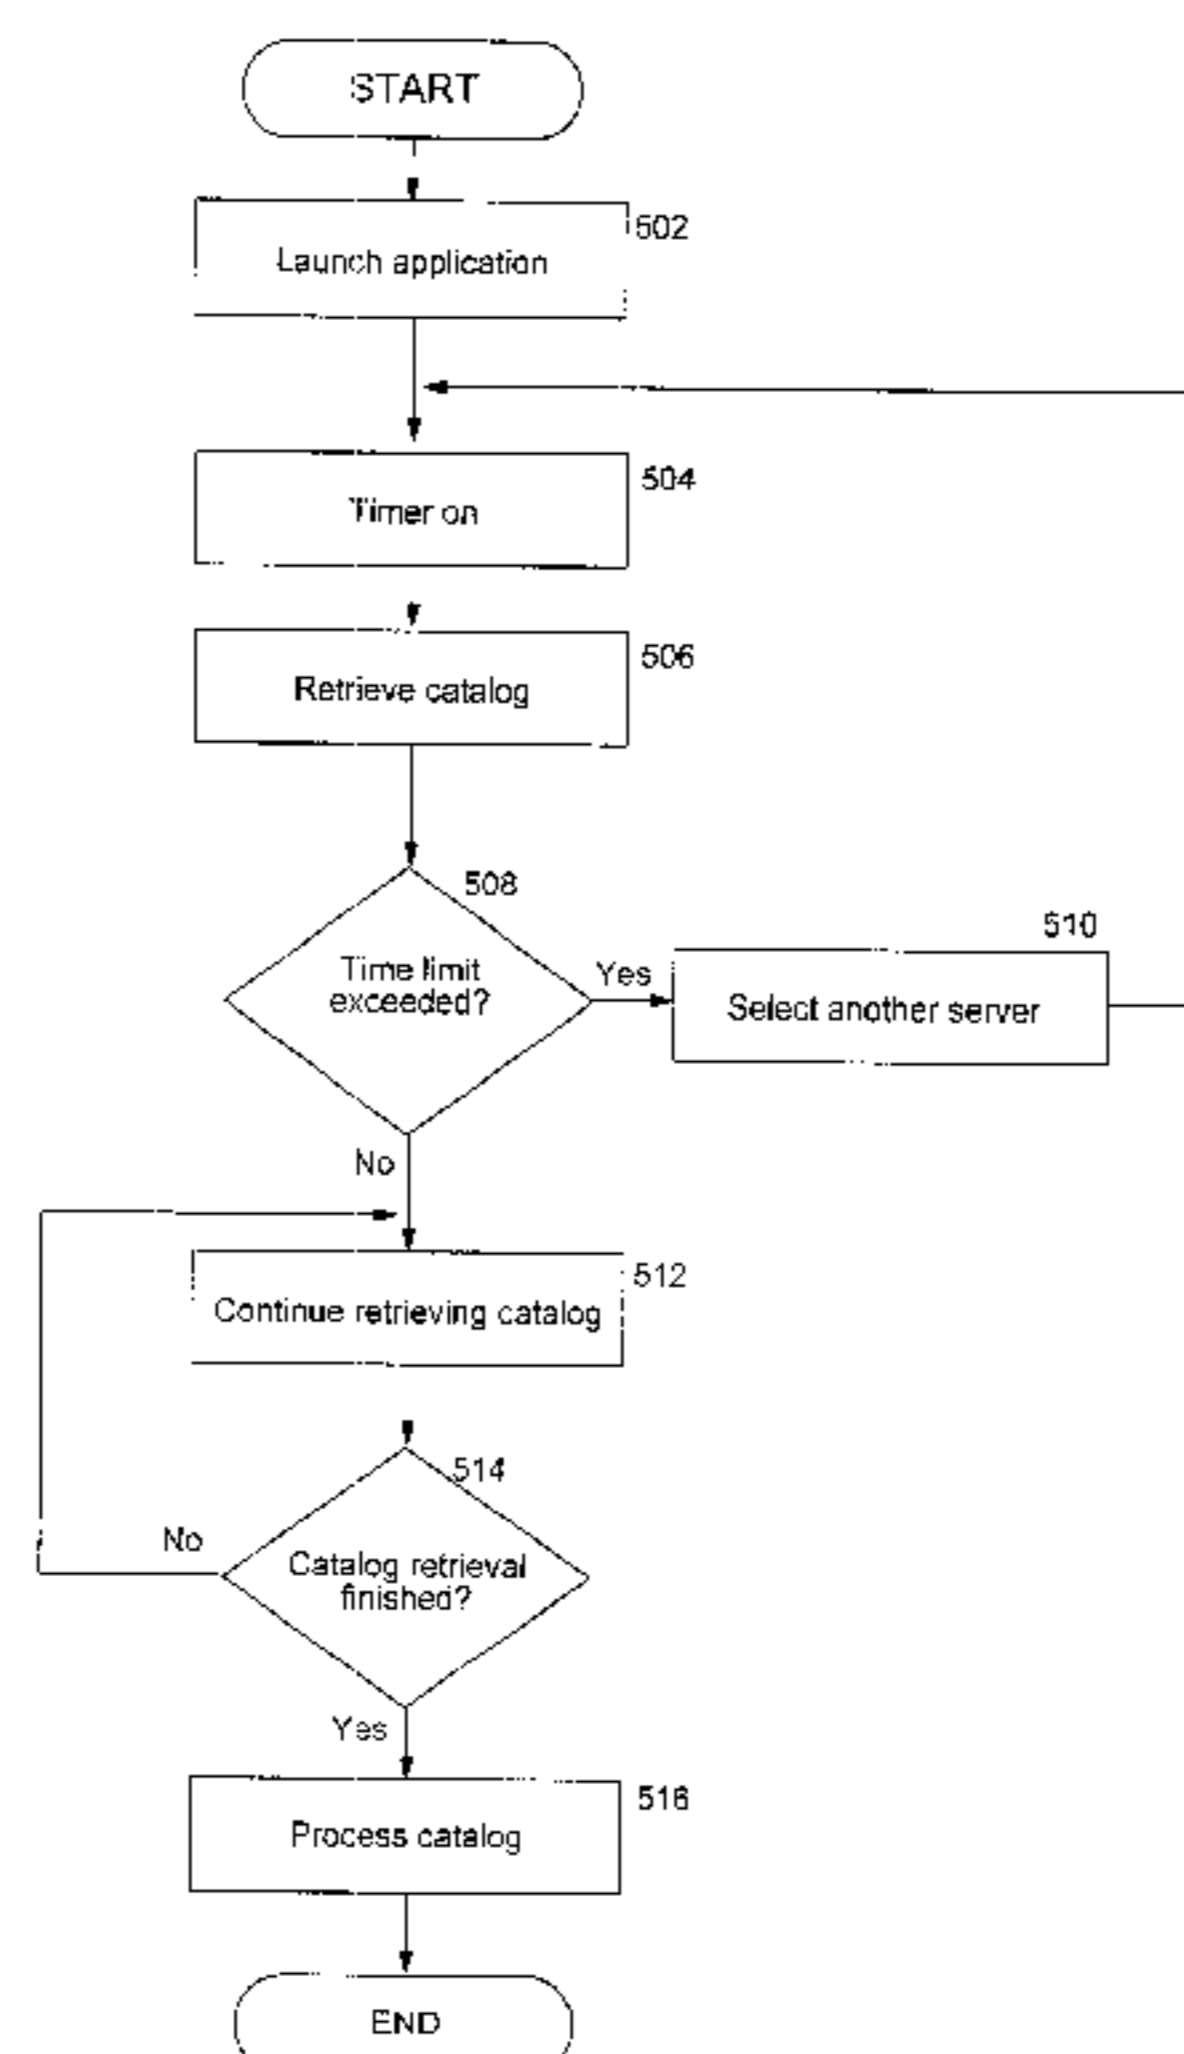 START
502
Launch application
504
Timer on
506
Retrieve catalog
508
Time limit
exceeded?
Yes
510
Select another server
No
512
Continue retrieving catalog
514
No
Catalog retrieval
finished?
Yes
516
Process catalog
END